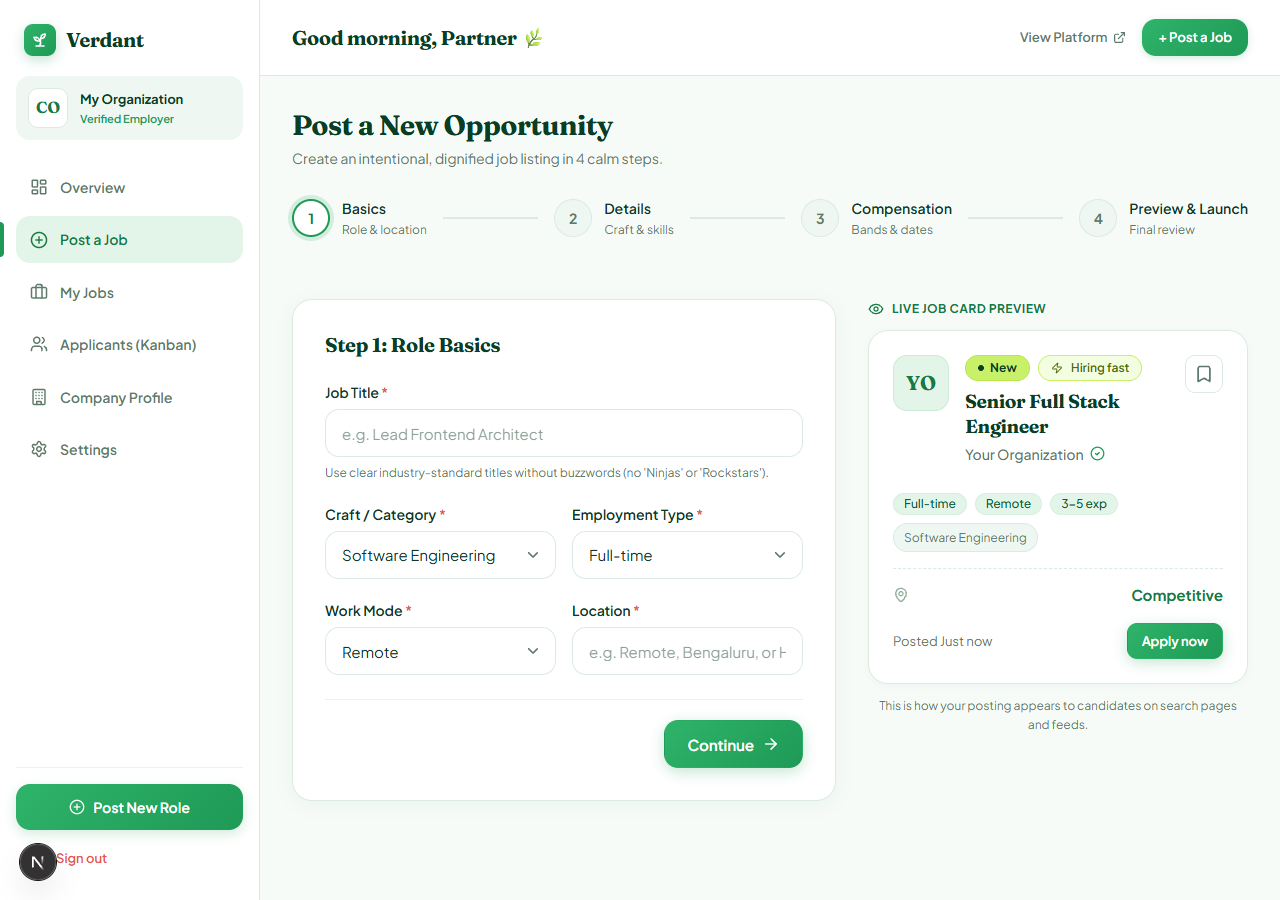 Verdant
CO
My Organization
Verified Employer
Overview
Post a Job
My Jobs
Applicants (Kanban)
Company Profile
Settings
Post New Role
N
Sign out
Good morning, Partner 🌿
View Platform
+ Post a Job
Post a New Opportunity
Create an intentional, dignified job listing in 4 calm steps.
1
Basics
Role & location
2
Details
Craft & skills
3
Compensation
Bands & dates
4
Preview & Launch
Final review
Step 1: Role Basics
Job Title *
e.g. Lead Frontend Architect
Use clear industry-standard titles without buzzwords (no 'Ninjas' or 'Rockstars').
Craft / Category *
Employment Type *
Software Engineering
Full-time
Work Mode *
Location *
Remote
e.g. Remote, Bengaluru, or H
Continue
LIVE JOB CARD PREVIEW
YO
New
Hiring fast
Senior Full Stack
Engineer
Your Organization
Full-time
Remote
3–5 exp
Software Engineering
Competitive
Posted Just now
Apply now
This is how your posting appears to candidates on search pages
and feeds.